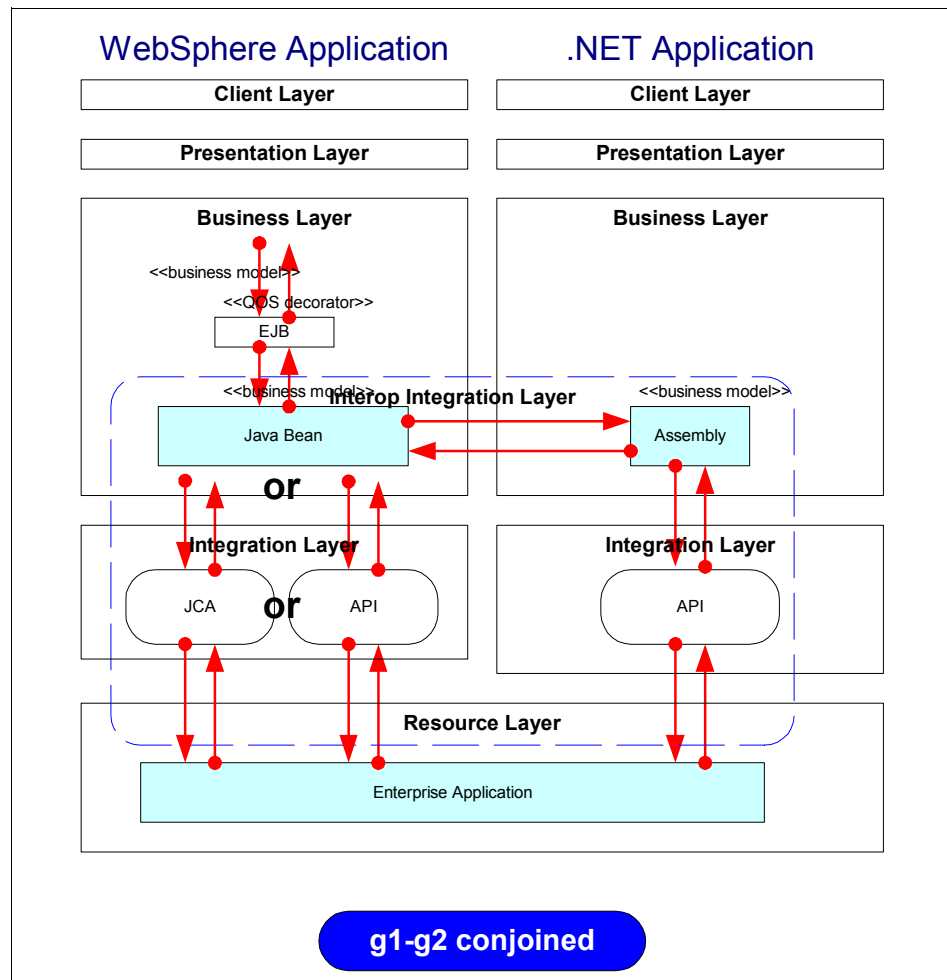 WebSphere Application
.NET Application
Client Layer
Client Layer
Presentation Layer
Presentation Layer
Business Layer
Business Layer
<<business model>>
<<QOS decorator>>
EJB
<<business model>>
Interop Integration Layer
<<business model>>
Java Bean
Assembly
or
Integration Layer
Integration Layer
JCA
or
API
API
Resource Layer
Enterprise Application
g1-g2 conjoined